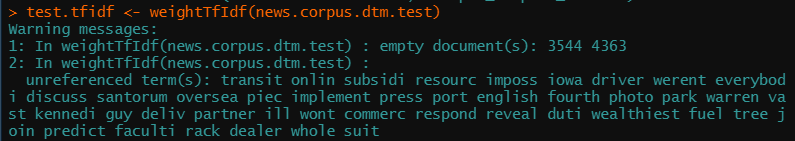 > test.tfidf <- weightTfIdf(news.corpus.dtm.test)
Warning messages:
1: In weightTfIdf(news.corpus.dtm.test) : empty document(s): 3544 4363
2: In weightTfIdf(news.corpus.dtm.test) :
  unreferenced term(s): transit onlin subsidi resourc imposs iowa driver werent everybod
i discuss santorum oversea piec implement press port english fourth photo park warren va
st kennedi guy deliv partner ill wont commerc respond reveal duti wealthiest fuel tree j
oin predict faculti rack dealer whole suit